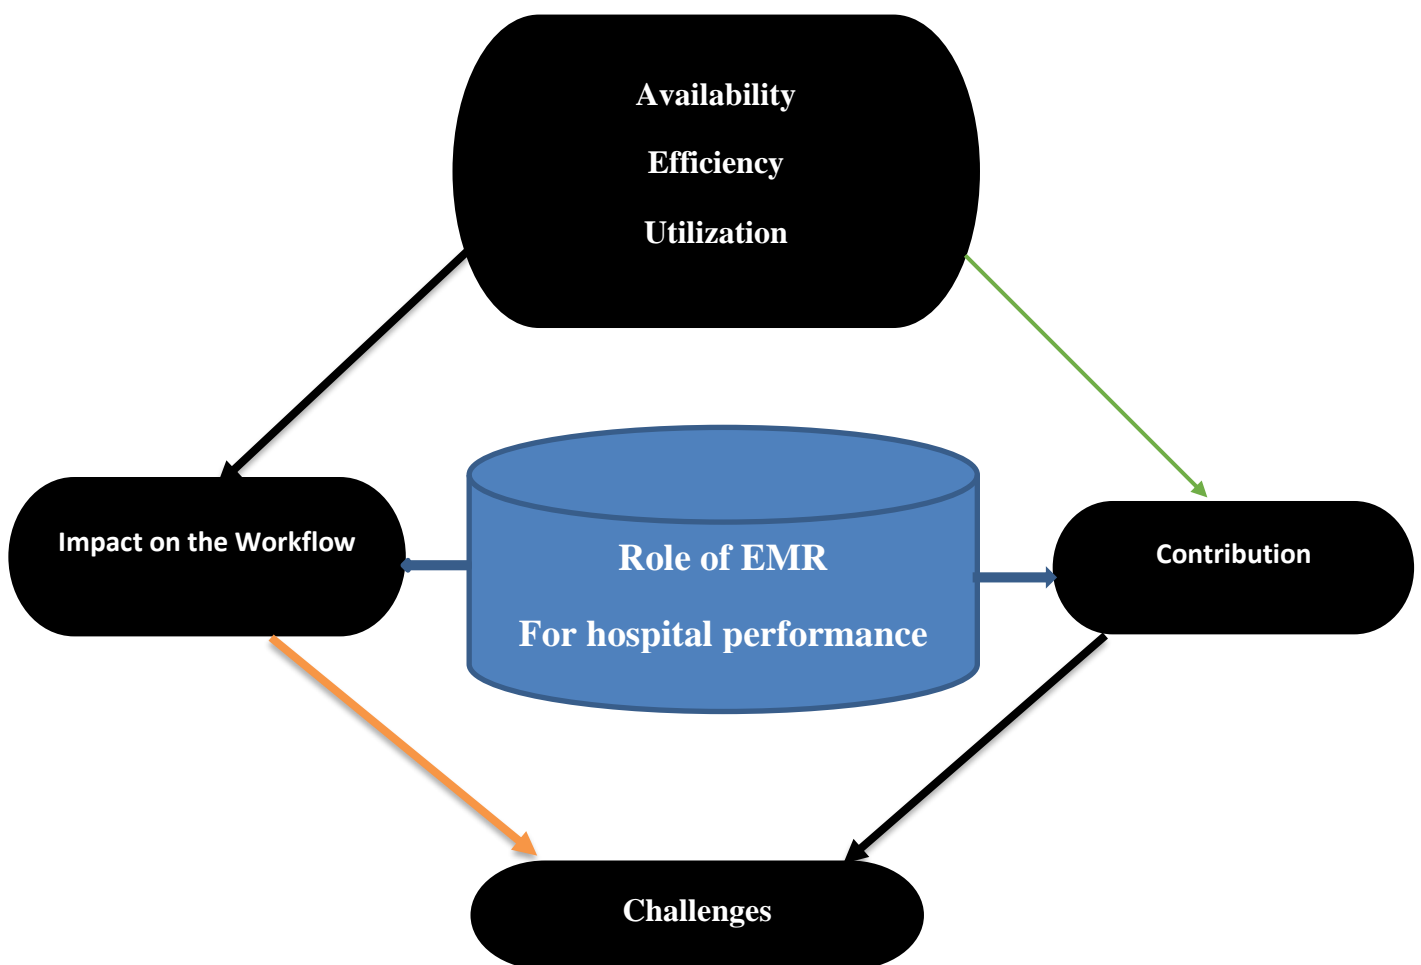 Availability
Efficiency
Utilization
Impact on the Workflow
Role of EMR
For hospital performance
Contribution
Challenges